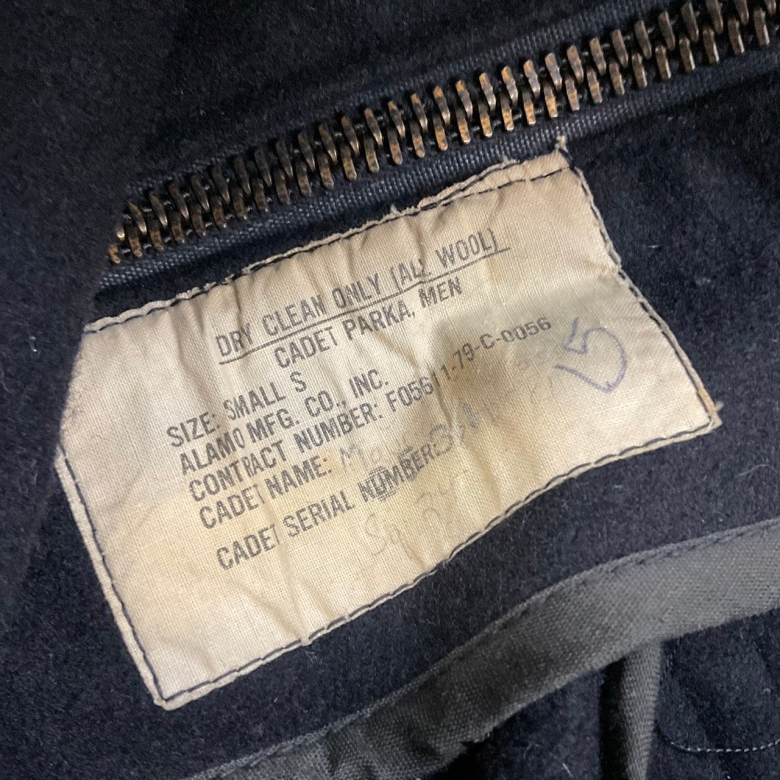 DRY CLEAN ONLY (ALL WOOL)
CADET PARKA, MEN
SIZE: SMALL S
ALAMO MFG. CO., INC.
CONTRACT NUMBER: F05611-79-C-0056
CADET NAME:
CADET SERIAL NUMBER: